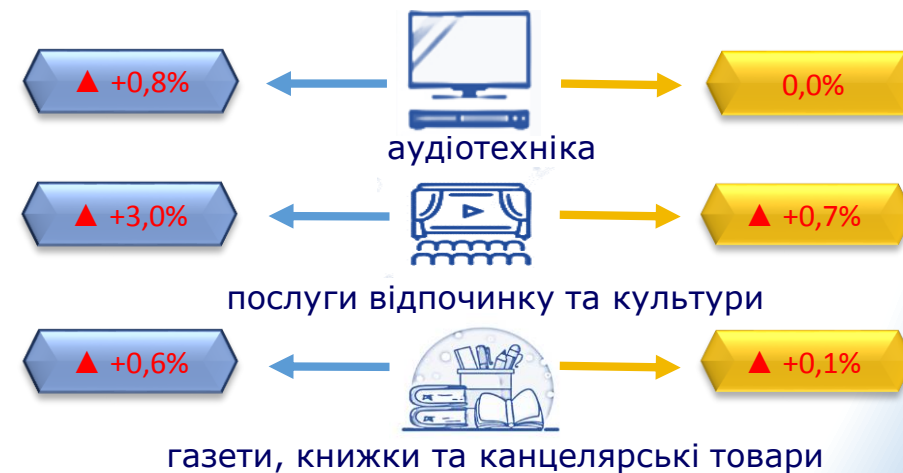 ▲ +0,8%
0,0%
аудіотехніка
▲ +3,0%
▲ +0,7%
послуги відпочинку та культури
▲ +0,6%
▲ +0,1%
газети, книжки та канцелярські товари